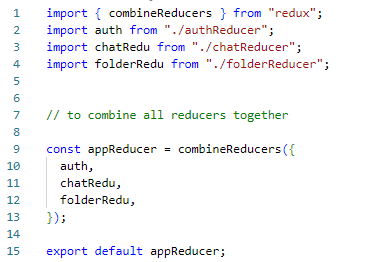 1 import { combineReducers } from "redux";
2 import auth from "./authReducer";
3 import chatRedu from "./chatReducer";
4 import folderRedu from "./folderReducer";
5
6
7 // to combine all reducers together
8
9 const appReducer = combineReducers({
10   auth,
11   chatRedu,
12   folderRedu,
13 });
14
15 export default appReducer;